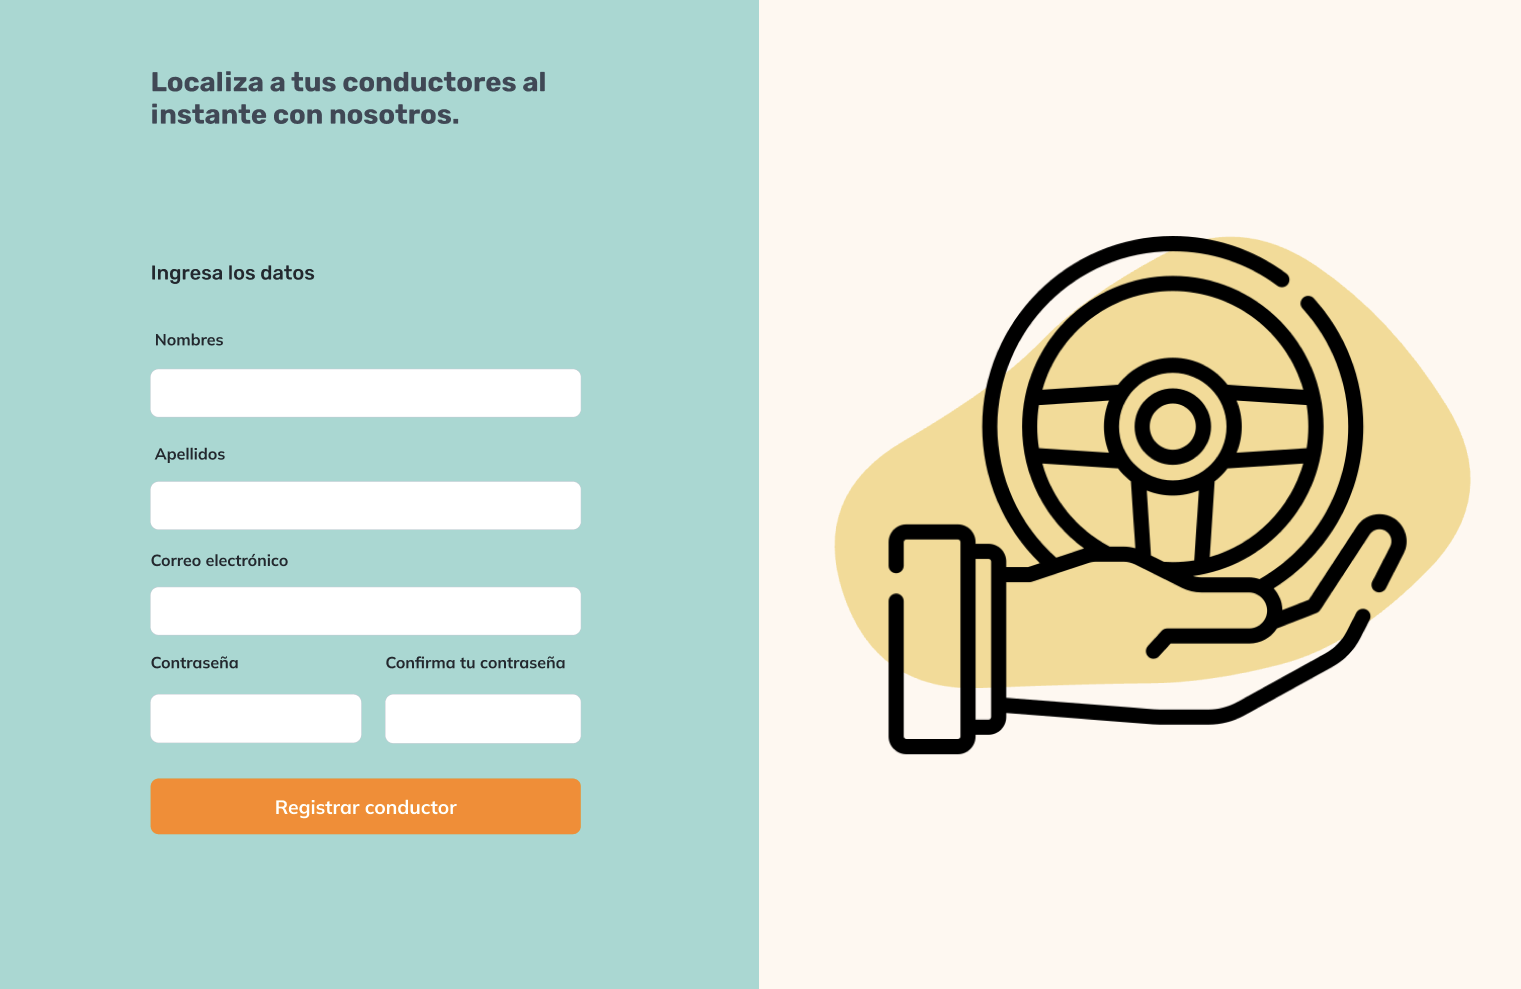 Localiza a tus conductores al
instante con nosotros.
Ingresa los datos
Nombres
Apellidos
Correo electrónico
Contraseña
Confirma tu contraseña
Registrar conductor